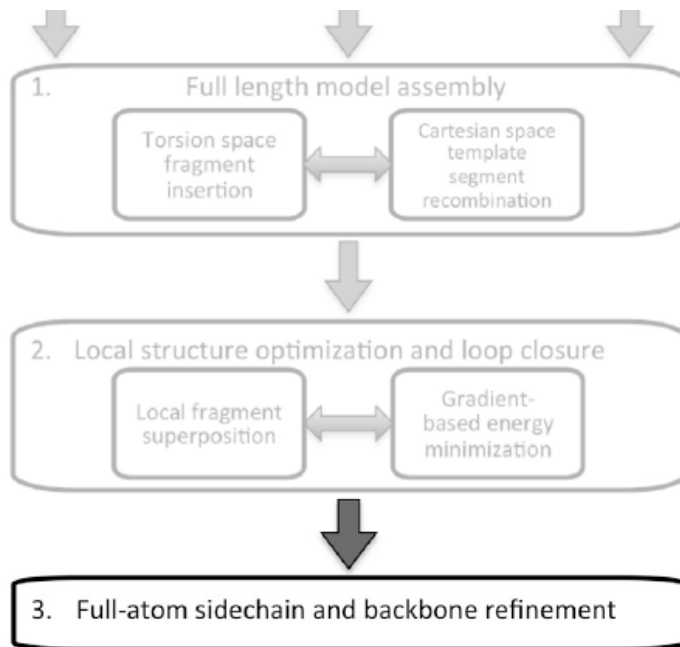 1. Full length model assembly
Torsion space
fragment
insertion
Cartesian space
template
segment
recombination
2. Local structure optimization and loop closure
Local fragment
superposition
Gradient-
based energy
minimization
3. Full-atom sidechain and backbone refinement